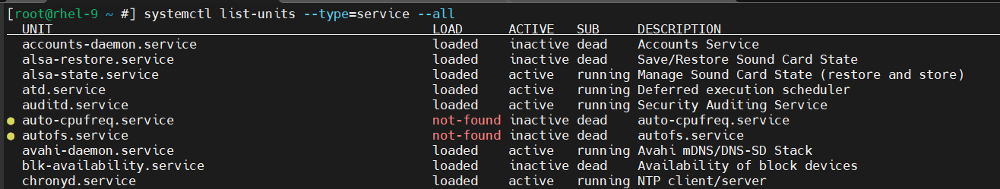 [root@rhel-9 ~ #] systemctl list-units --type=service --all
UNIT LOAD ACTIVE SUB DESCRIPTION
accounts-daemon.service loaded inactive dead Accounts Service
alsa-restore.service loaded inactive dead Save/Restore Sound Card State
alsa-state.service loaded active running Manage Sound Card State (restore and store)
atd.service loaded active running Deferred execution scheduler
auditd.service loaded active running Security Auditing Service
● auto-cpufreq.service not-found inactive dead auto-cpufreq.service
● autofs.service not-found inactive dead autofs.service
avahi-daemon.service loaded active running Avahi mDNS/DNS-SD Stack
blk-availability.service loaded inactive dead Availability of block devices
chronyd.service loaded active running NTP client/server